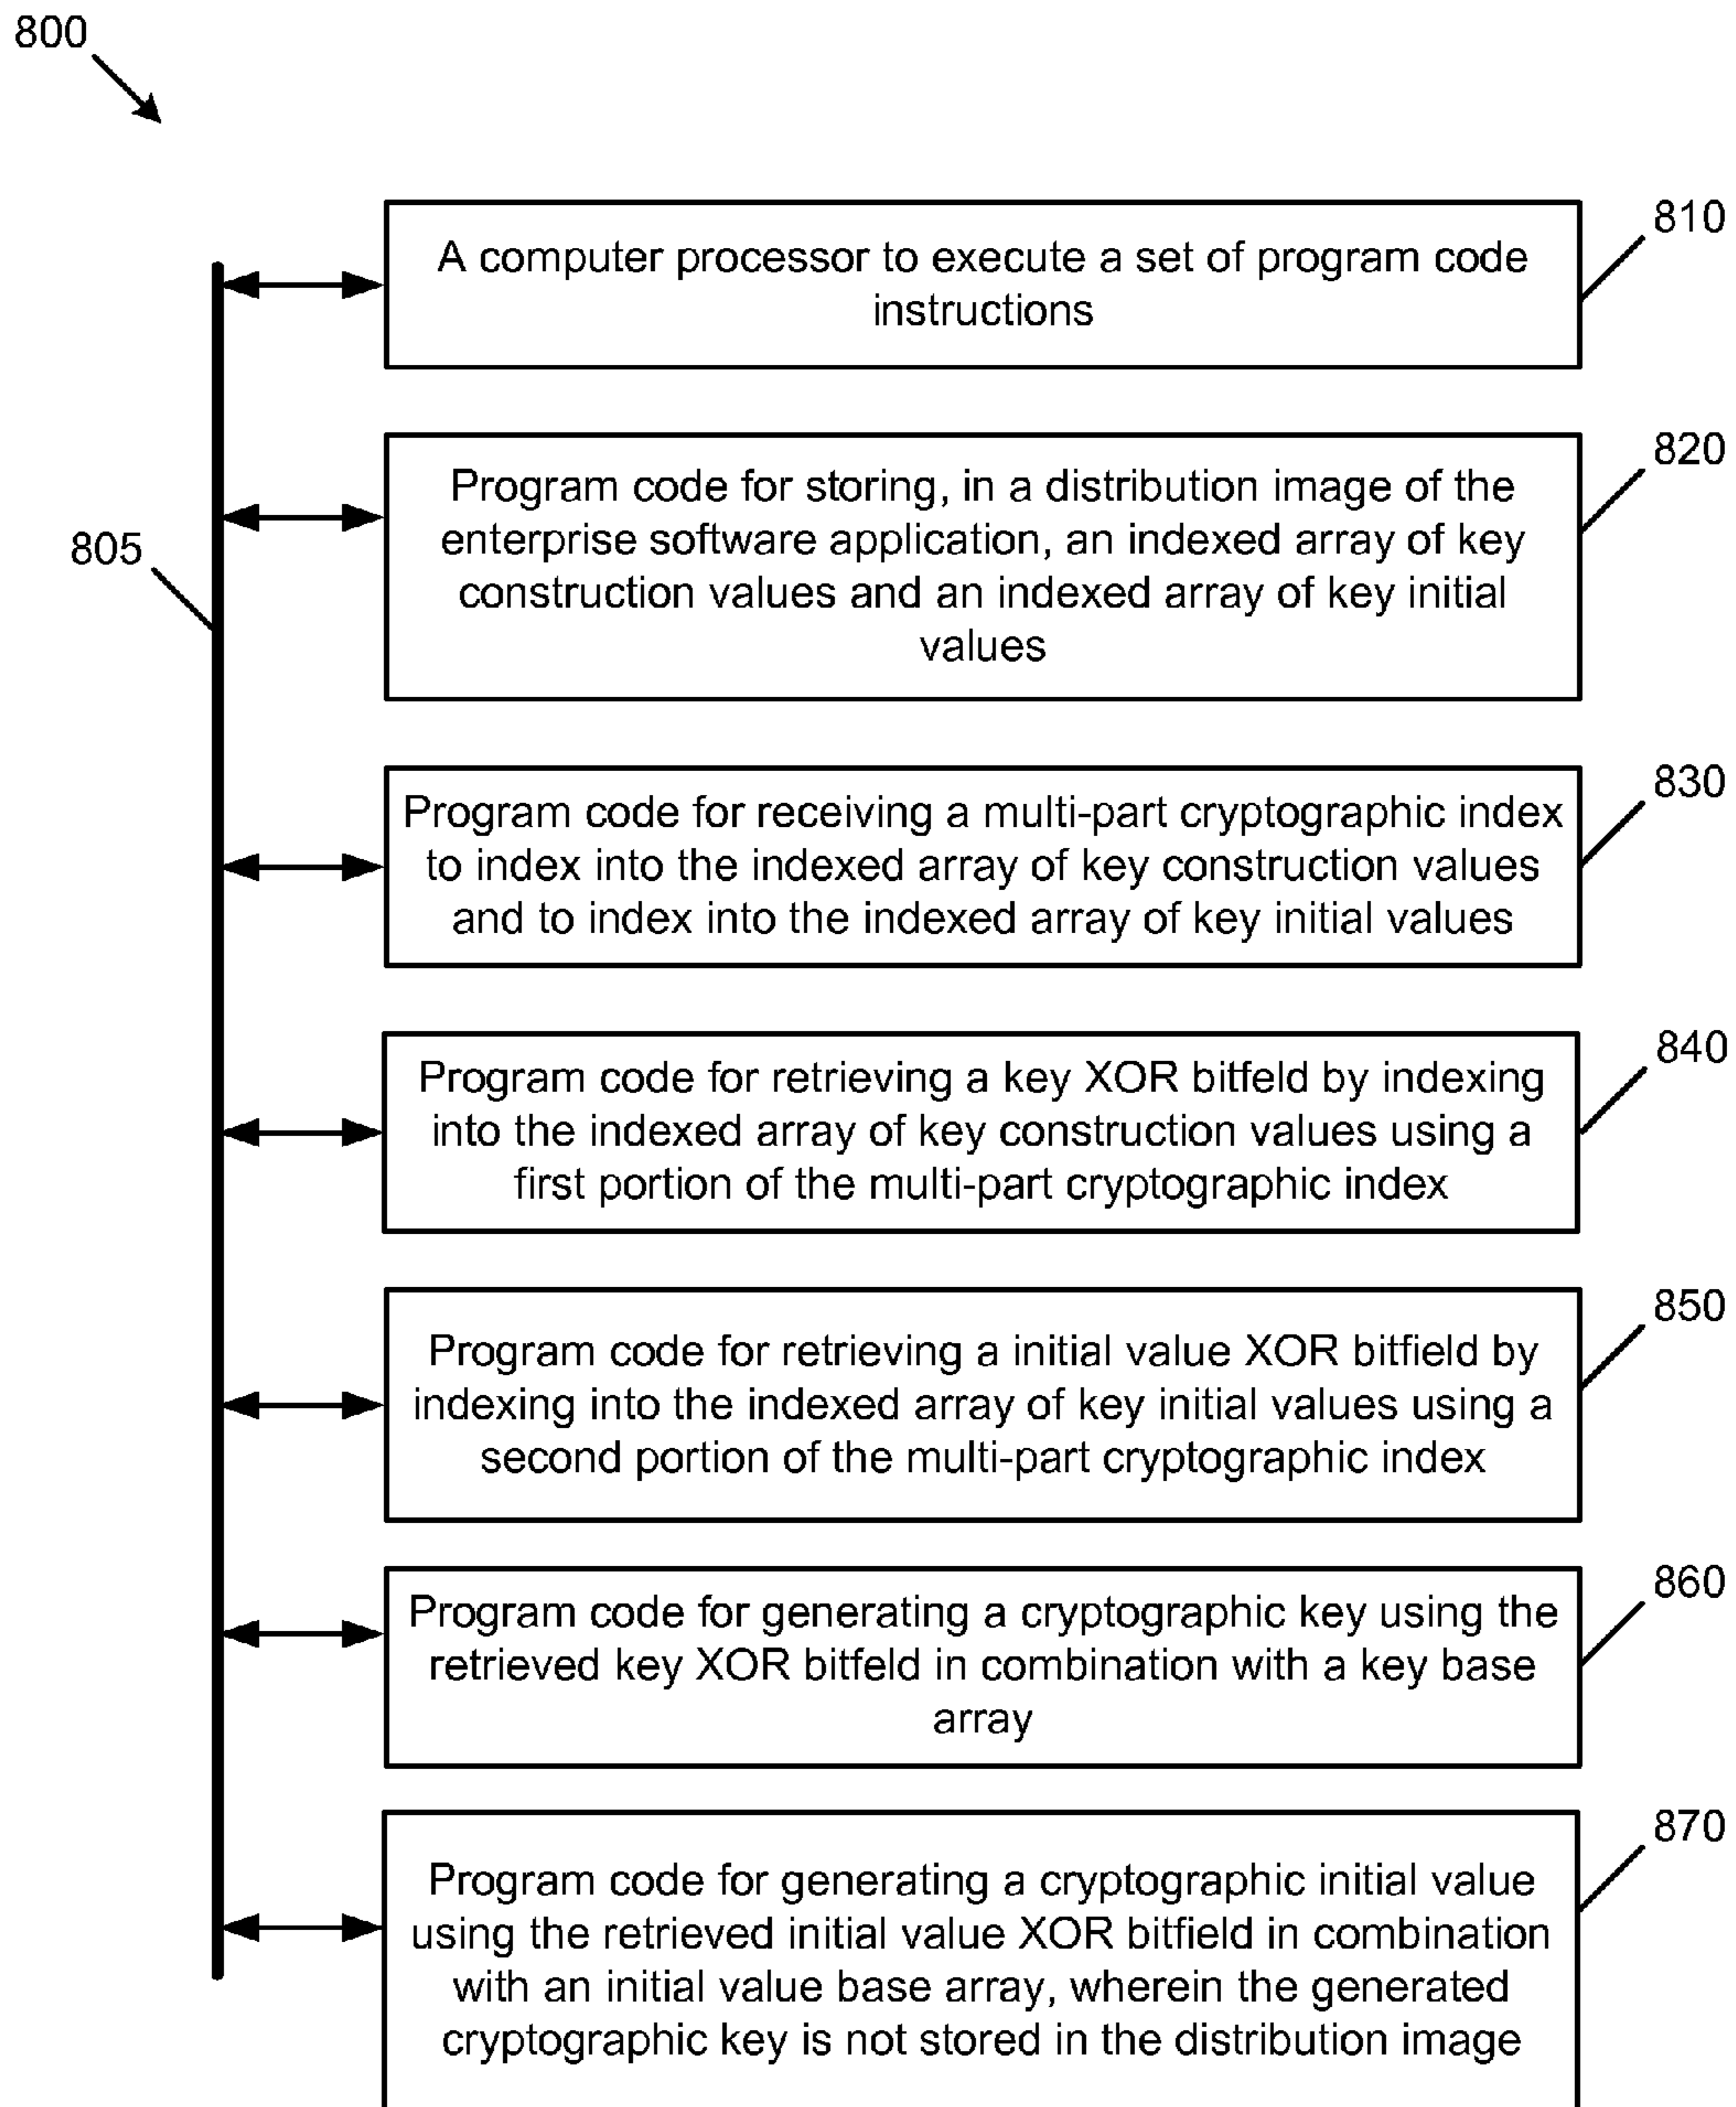 800
810
A computer processor to execute a set of program code
instructions
820
Program code for storing, in a distribution image of the
enterprise software application, an indexed array of key
construction values and an indexed array of key initial
values
805
830
Program code for receiving a multi-part cryptographic index
to index into the indexed array of key construction values
and to index into the indexed array of key initial values
840
Program code for retrieving a key XOR bitfeld by indexing
into the indexed array of key construction values using a
first portion of the multi-part cryptographic index
850
Program code for retrieving a initial value XOR bitfield by
indexing into the indexed array of key initial values using a
second portion of the multi-part cryptographic index
860
Program code for generating a cryptographic key using the
retrieved key XOR bitfeld in combination with a key base
array
870
Program code for generating a cryptographic initial value
using the retrieved initial value XOR bitfield in combination
with an initial value base array, wherein the generated
cryptographic key is not stored in the distribution image